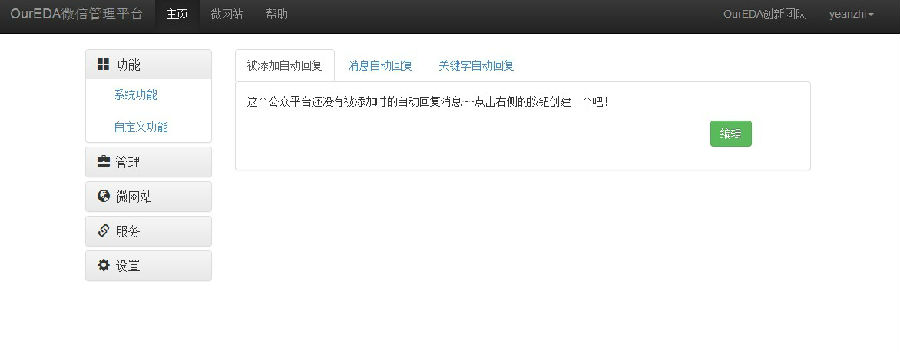 OurEDA微信管理平台 主页 微网站 帮助 OurEDA创新团队 yeanzhi
功能
系统功能
自定义功能
管理
微网站
服务
设置
被添加自动回复 消息自动回复 关键字自动回复
这个公众平台还没有被添加时的自动回复消息~~点击右侧的按钮创建一个吧!
编辑